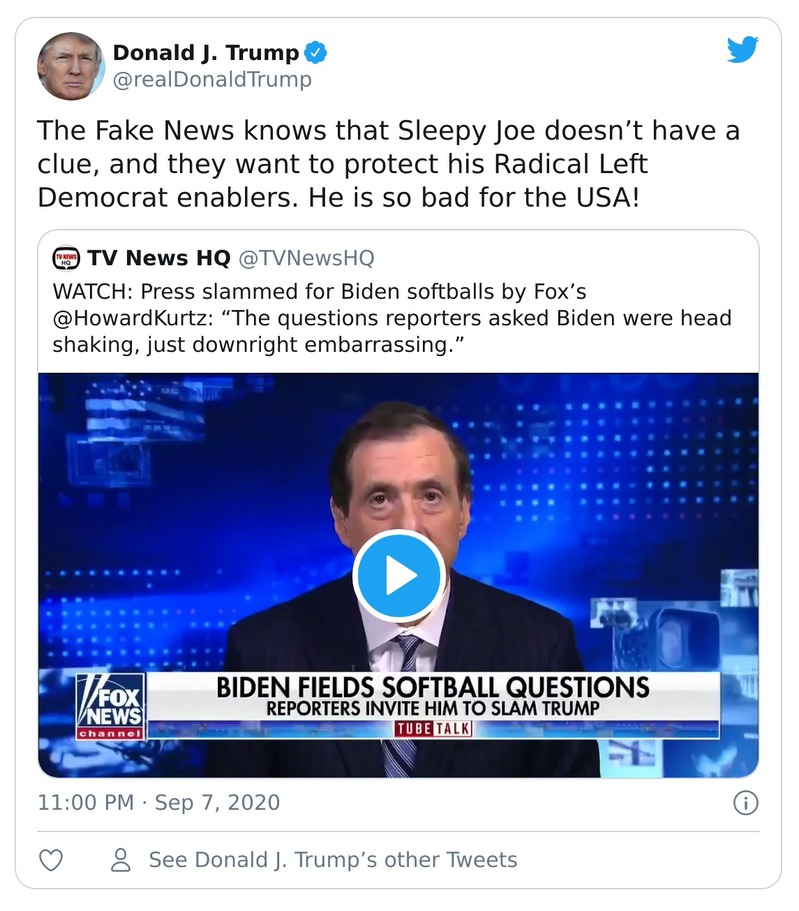 Donald J. Trump
@realDonaldTrump
The Fake News knows that Sleepy Joe doesn’t have a
clue, and they want to protect his Radical Left
Democrat enablers. He is so bad for the USA!
TV NEWS
HQ
TV News HQ @TVNewsHQ
WATCH: Press slammed for Biden softballs by Fox’s
@HowardKurtz: “The questions reporters asked Biden were head
shaking, just downright embarrassing.”
FOX
NEWS
channel
BIDEN FIELDS SOFTBALL QUESTIONS
REPORTERS INVITE HIM TO SLAM TRUMP
TUBE TALK
11:00 PM · Sep 7, 2020
See Donald J. Trump’s other Tweets